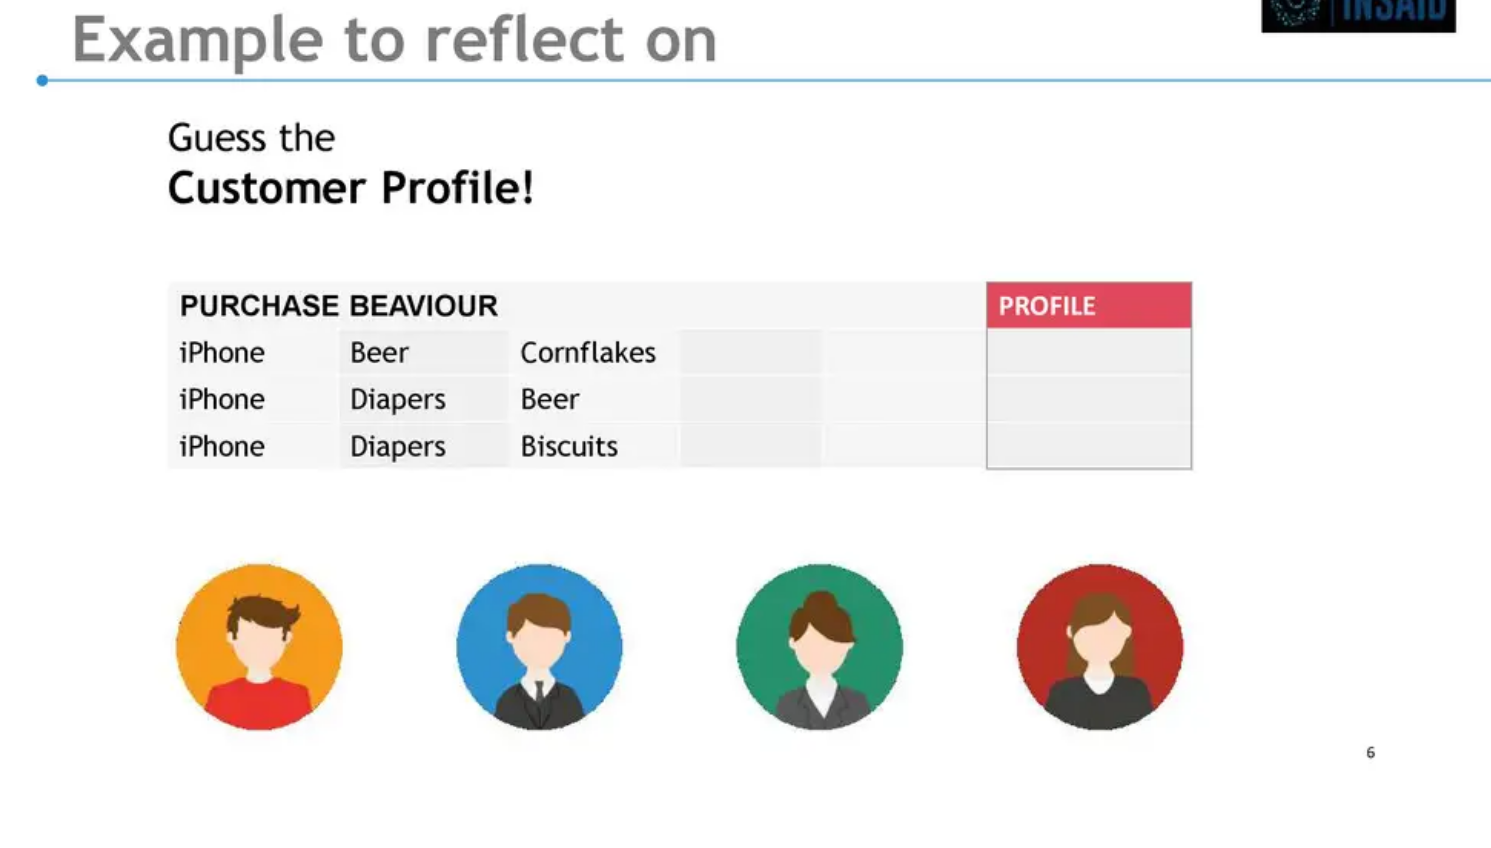 INSAID
Example to reflect on
Guess the
Customer Profile!
PURCHASE BEAVIOUR PROFILE
iPhone Beer Cornflakes
iPhone Diapers Beer
iPhone Diapers Biscuits
6